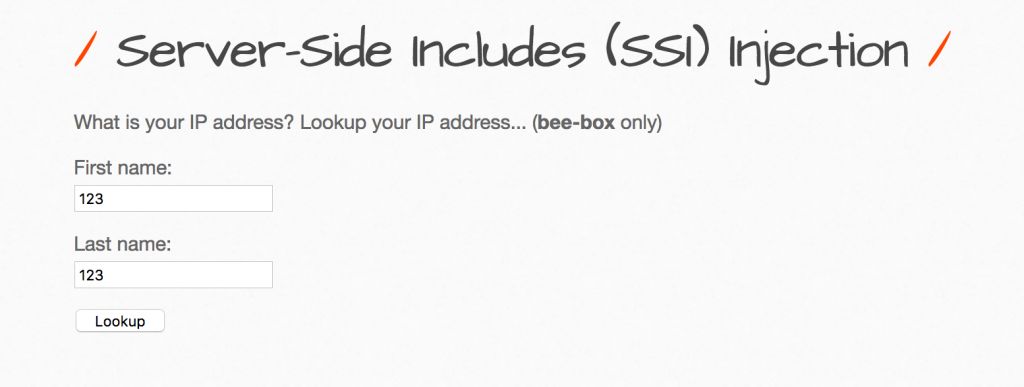 / Server-Side Includes (SSI) Injection /
What is your IP address? Lookup your IP address... (bee-box only)
First name:
123
Last name:
123
Lookup